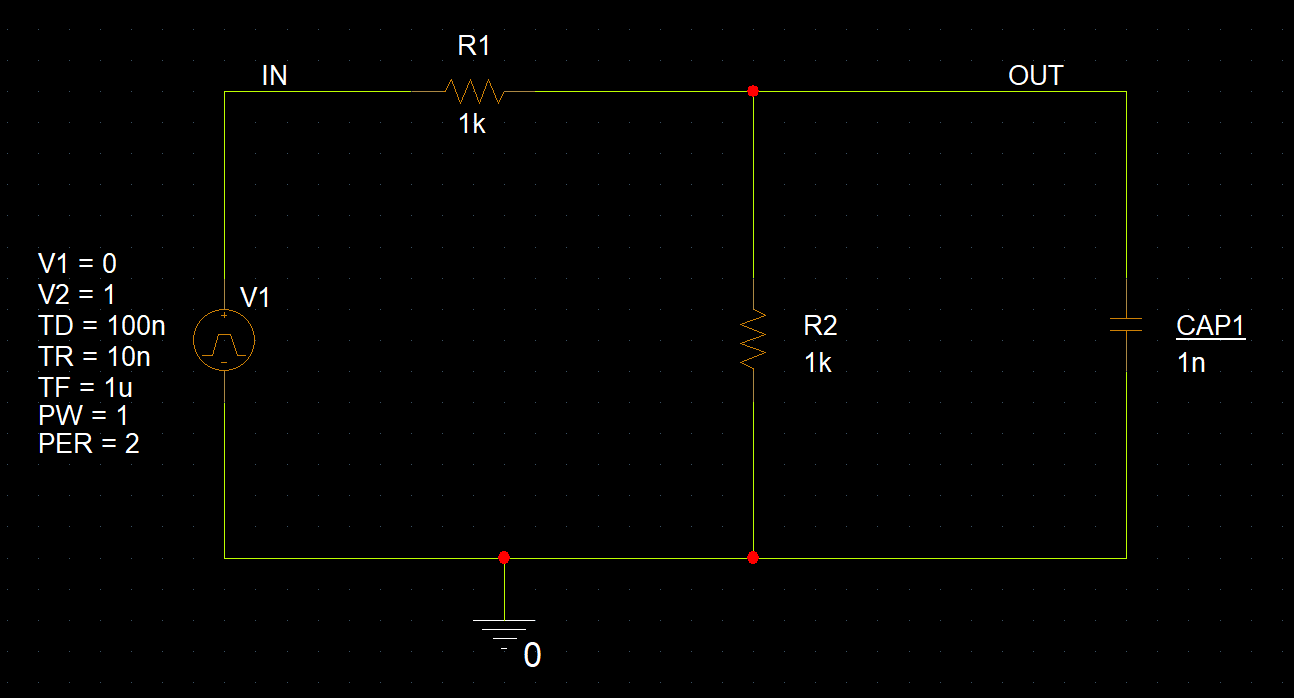 R1
IN
OUT
1k
V1 = 0
V2 = 1
TD = 100n
TR = 10n
TF = 1u
PW = 1
PER = 2
V1
+
-
R2
1k
CAP1
1n
0